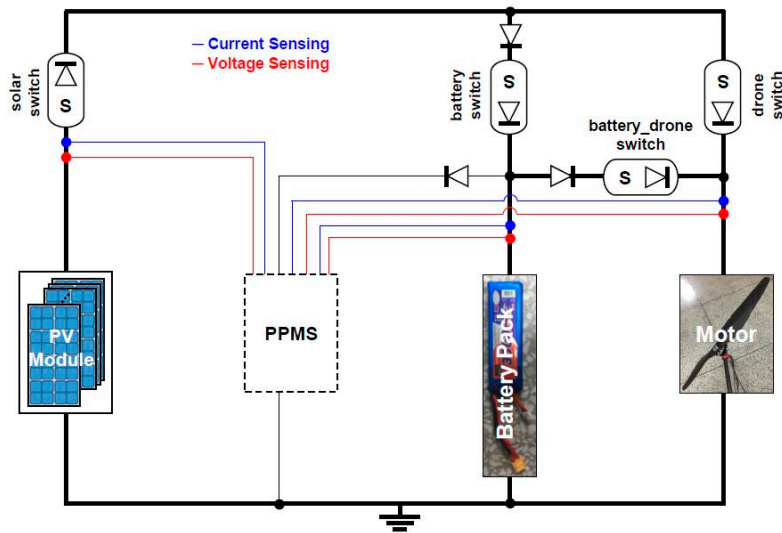 Current Sensing
Voltage Sensing
solar
switch
S
battery
switch
S
drone
switch
S
battery_drone
switch
S
PV
Module
PPMS
Battery Pack
Motor